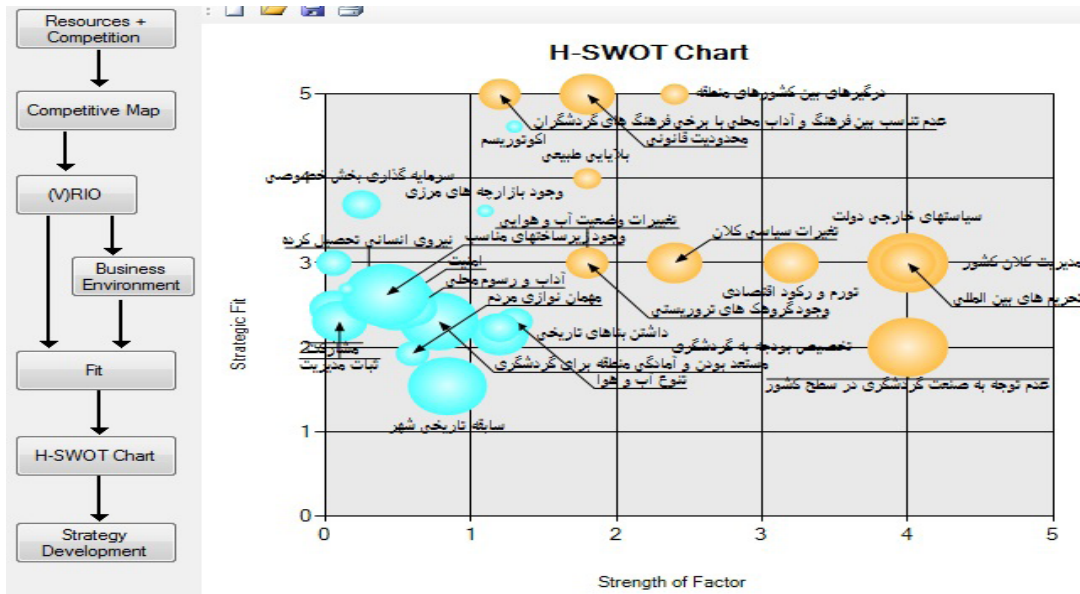 Resources +
Competition
Competitive Map
(V)RIO
Business
Environment
Fit
H-SWOT Chart
Strategy
Development
H-SWOT Chart
درگیرهای بین کشورهای منطقه
عدم تناسب بین فرهنگ و آداب محلی با برخی فرهنگ های گردشگران
محدودیت قانونی
اکوتوریسم
بلایایی طبیعی
سرمایه گذاری بخش خصوصی
وجود بازارچه های مرزی
سیاستهای خارجی دولت
تغییرات وضعیت آب و هوایی
تغیرات سیاسی کلان
وجود زیرساختهای مناسب
نیروی انسانی تحصیل کرده
مدیریت کلان کشور
امنیت
آداب و رسوم محلی
تورم و رکود اقتصادی
تحریم های بین المللی
مهمان نوازی مردم
وجودگروهک های تروریستی
داشتن بناهای تاریخی
تخصیص بودجه به گردشگری
مشارکت
ثبات مدیریت
مستعد بودن و آمادگی منطقه برای گردشگری
تنوع آب و هوا
عدم توجه به صنعت گردشگری در سطح کشور
سابقه تاریخی شهر
5
4
3
2
1
0
Strategic Fit
0 1 2 3 4 5
Strength of Factor